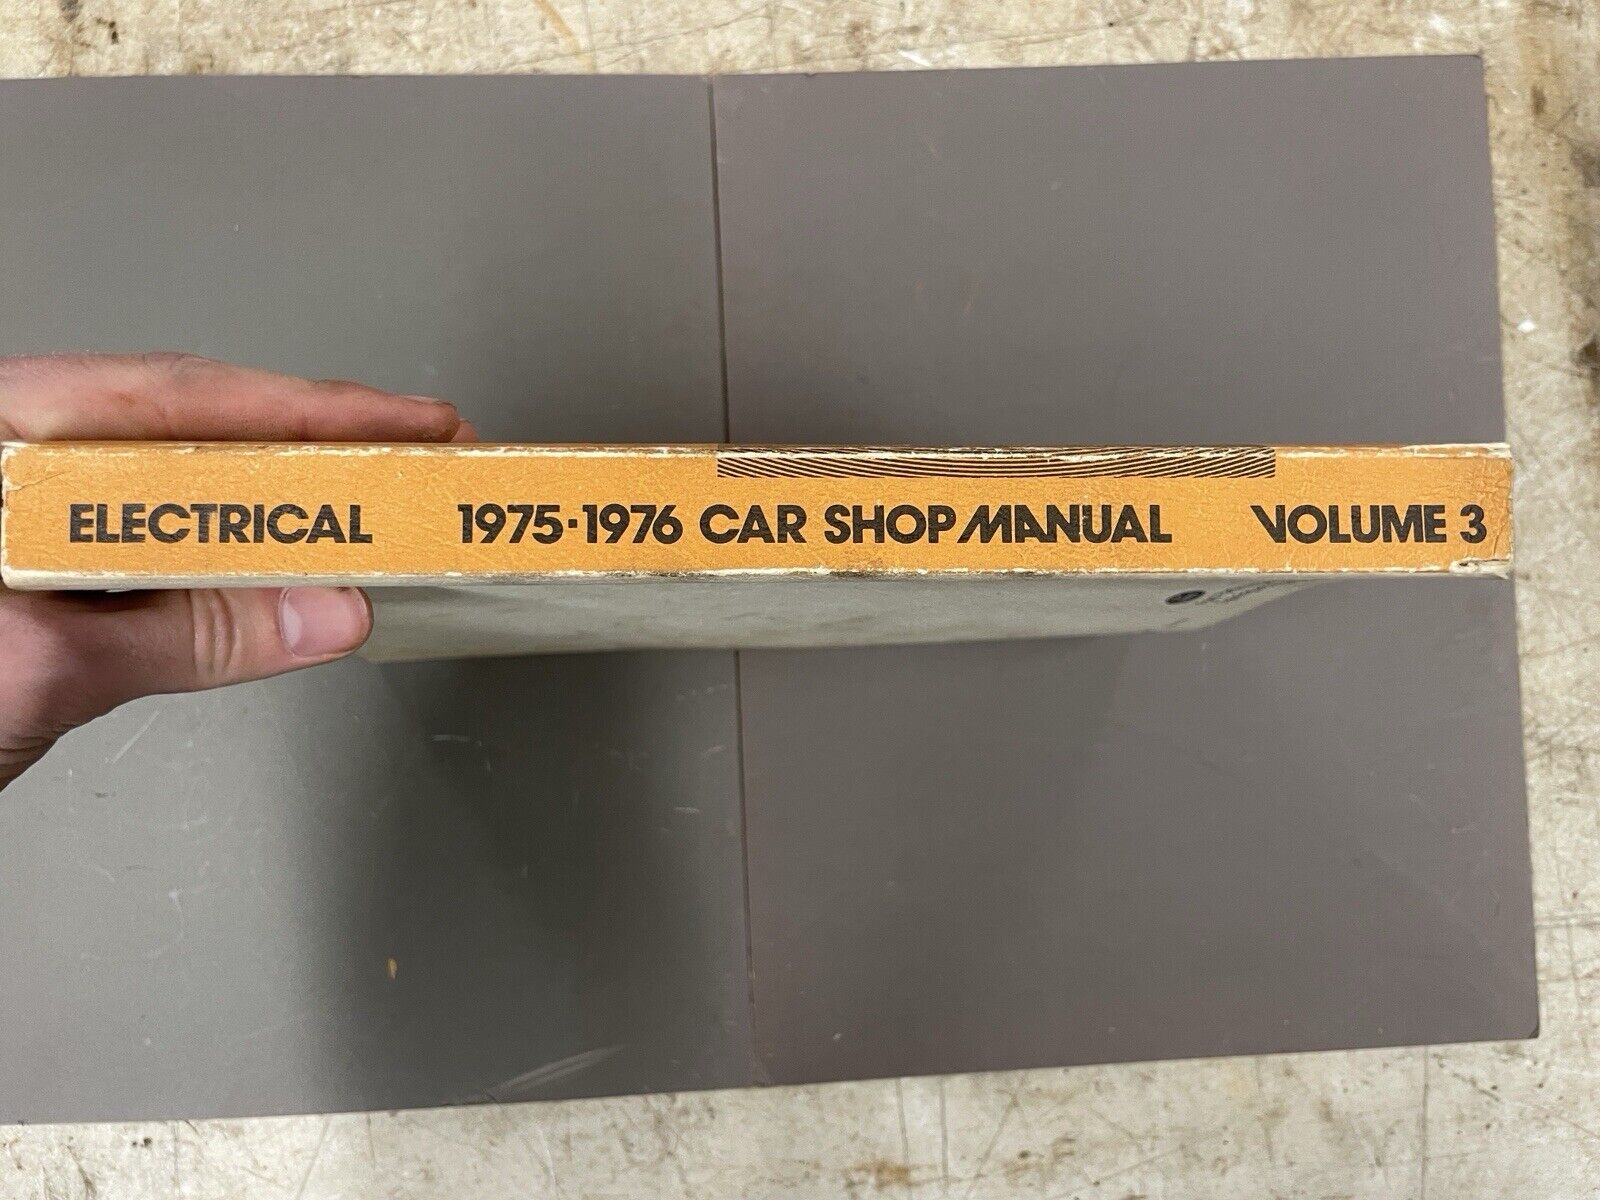 ELECTRICAL 1975·1976 CAR SHOP MANUAL VOLUME 3